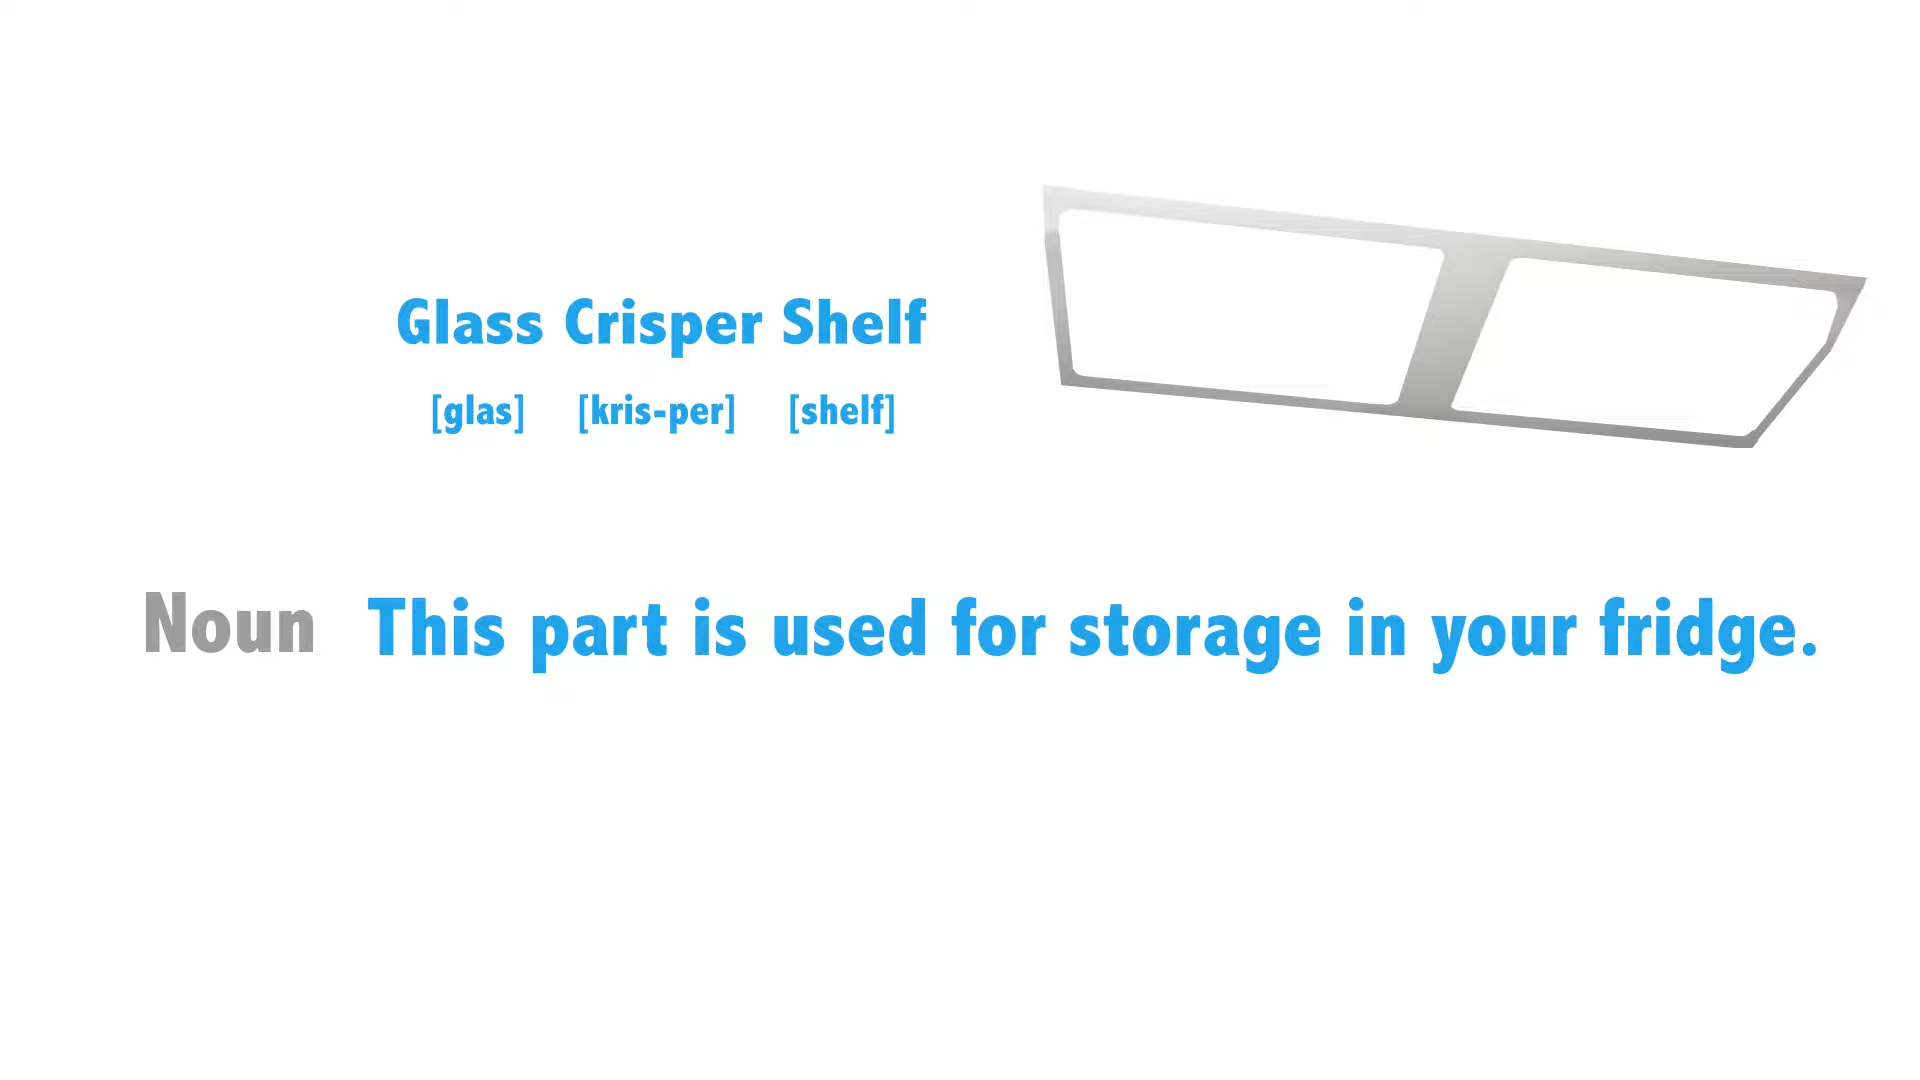 Glass Crisper Shelf
[glas] [kris-per] [shelf]
Noun This part is used for storage in your fridge.